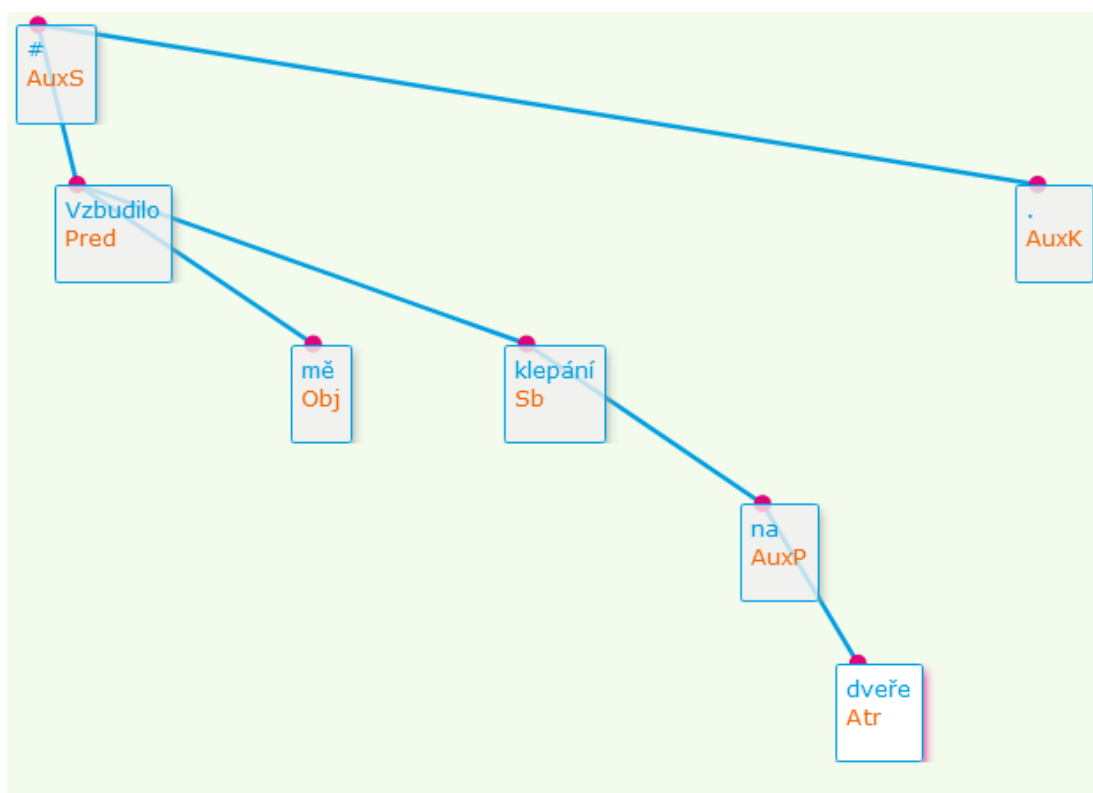 #
AuxS
Vzbudilo
Pred
.
AuxK
mě
Obj
klepání
Sb
na
AuxP
dveře
Atr